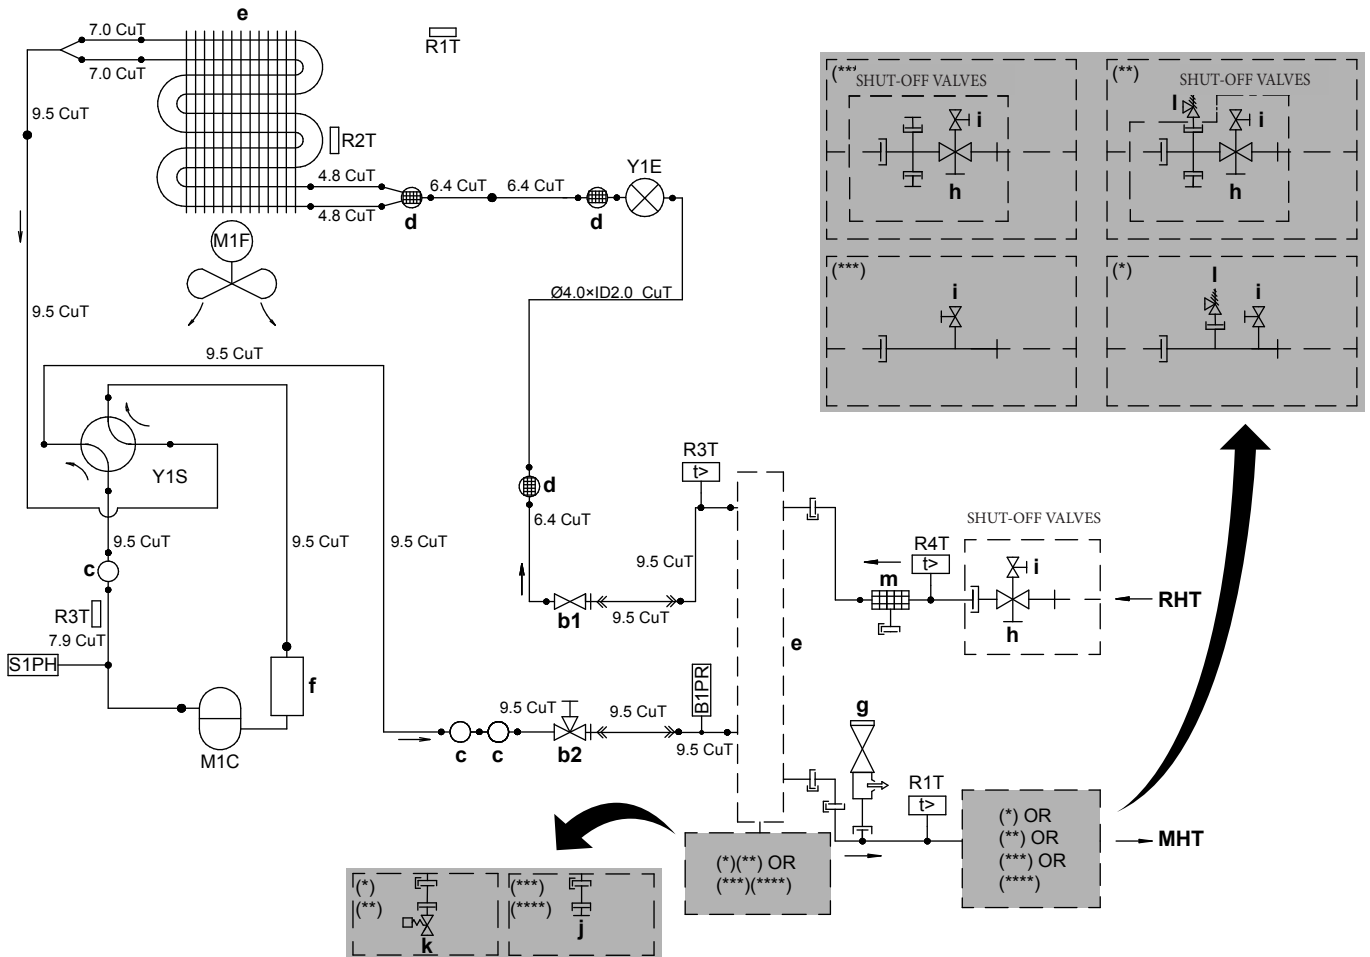 e
7.0 CuT
7.0 CuT
R1T
9.5 CuT
R2T
4.8 CuT
4.8 CuT
6.4 CuT
6.4 CuT
Y1E
d
d
M1F
9.5 CuT
Ø4.0×ID2.0 CuT
9.5 CuT
Y1S
9.5 CuT
9.5 CuT
9.5 CuT
c
R3T
7.9 CuT
S1PH
f
M1C
d
6.4 CuT
b1
9.5 CuT
9.5 CuT
R3T
t>
9.5 CuT
9.5 CuT
9.5 CuT
B1PR
c
c
b2
e
R4T
t>
m
SHUT-OFF VALVES
i
h
RHT
g
R1T
t>
(*) OR
(**) OR
(***) OR
(****)
MHT
(*)(**) OR
(***)(****)
(*)
(**)
k
(***)
(****)
j
(***
SHUT-OFF VALVES
i
h
(**)
SHUT-OFF VALVES
l
i
h
(***)
i
(*)
l
i